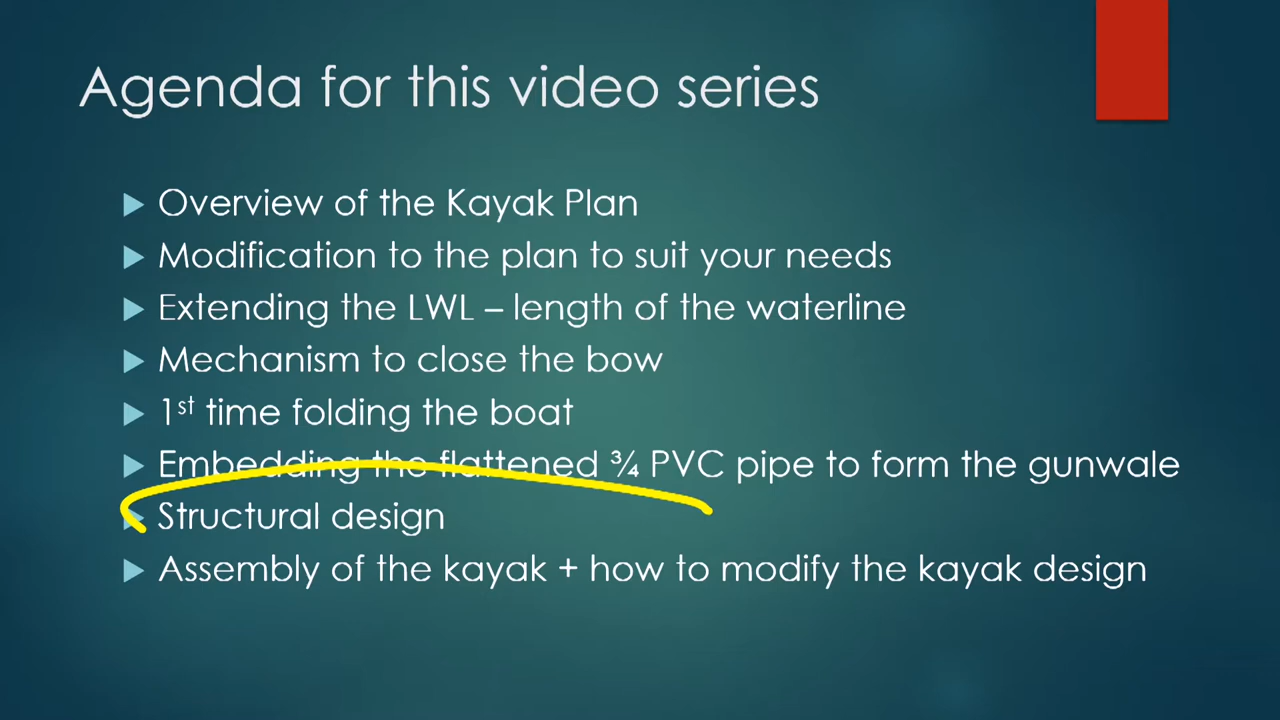 Agenda for this video series
Overview of the Kayak Plan
Modification to the plan to suit your needs
Extending the LWL – length of the waterline
Mechanism to close the bow
1st time folding the boat
Embedding the flattened ¾ PVC pipe to form the gunwale
Structural design
Assembly of the kayak + how to modify the kayak design